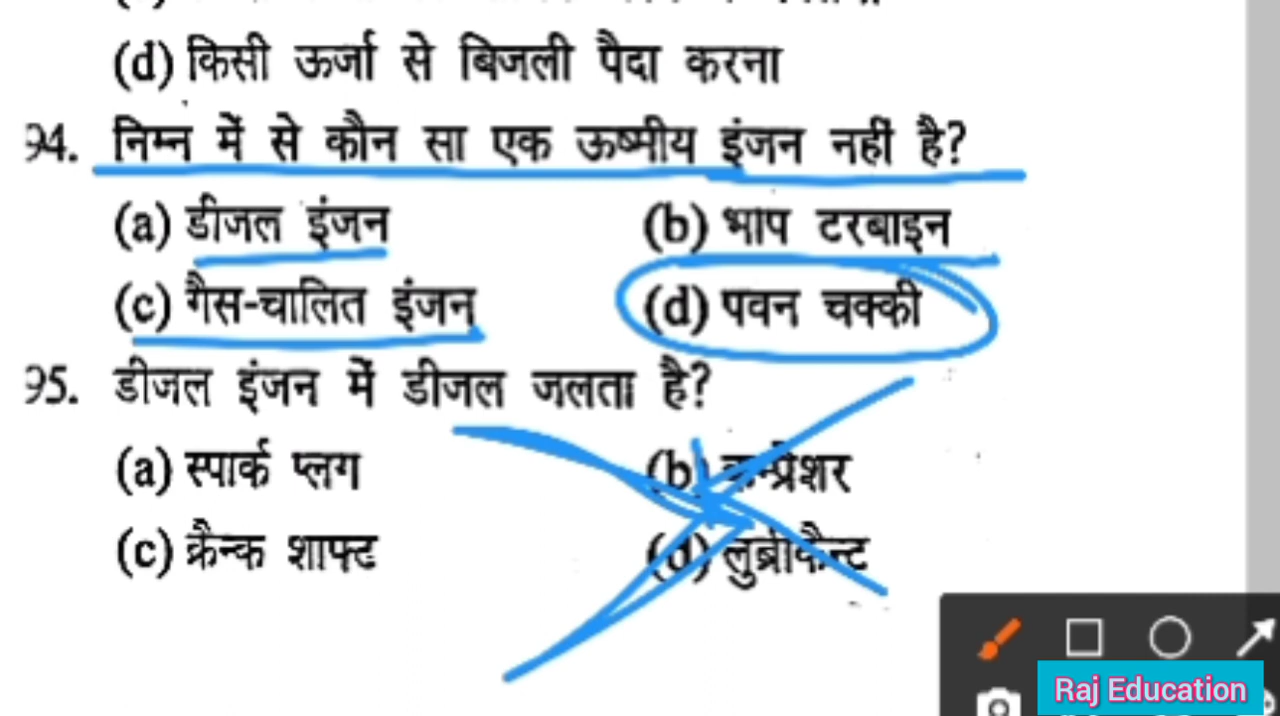 (d) किसी ऊर्जा से बिजली पैदा करना
94. निम्न में से कौन सा एक ऊष्मीय इंजन नहीं है?
(a) डीजल इंजन (b) भाप टरबाइन
(c) गैस-चालित इंजन (d) पवन चक्की
95. डीजल इंजन में डीजल जलता है?
(a) स्पार्क प्लग (b) कम्प्रेशर
(c) क्रैन्क शाफ्ट (d) लुब्रीकैन्ट
Raj Education